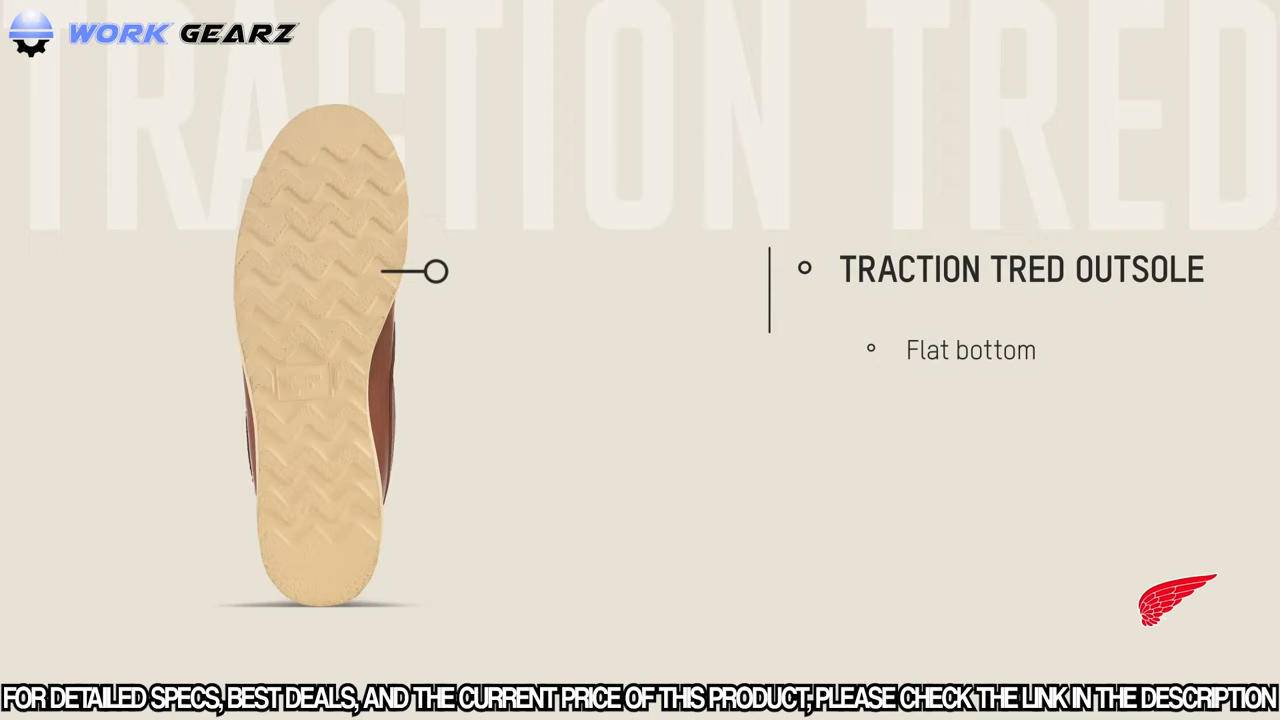 TRACTION TRED
WORK GEARZ
TRACTION TRED OUTSOLE
Flat bottom
FOR DETAILED SPECS, BEST DEALS, AND THE CURRENT PRICE OF THIS PRODUCT, PLEASE CHECK THE LINK IN THE DESCRIPTION